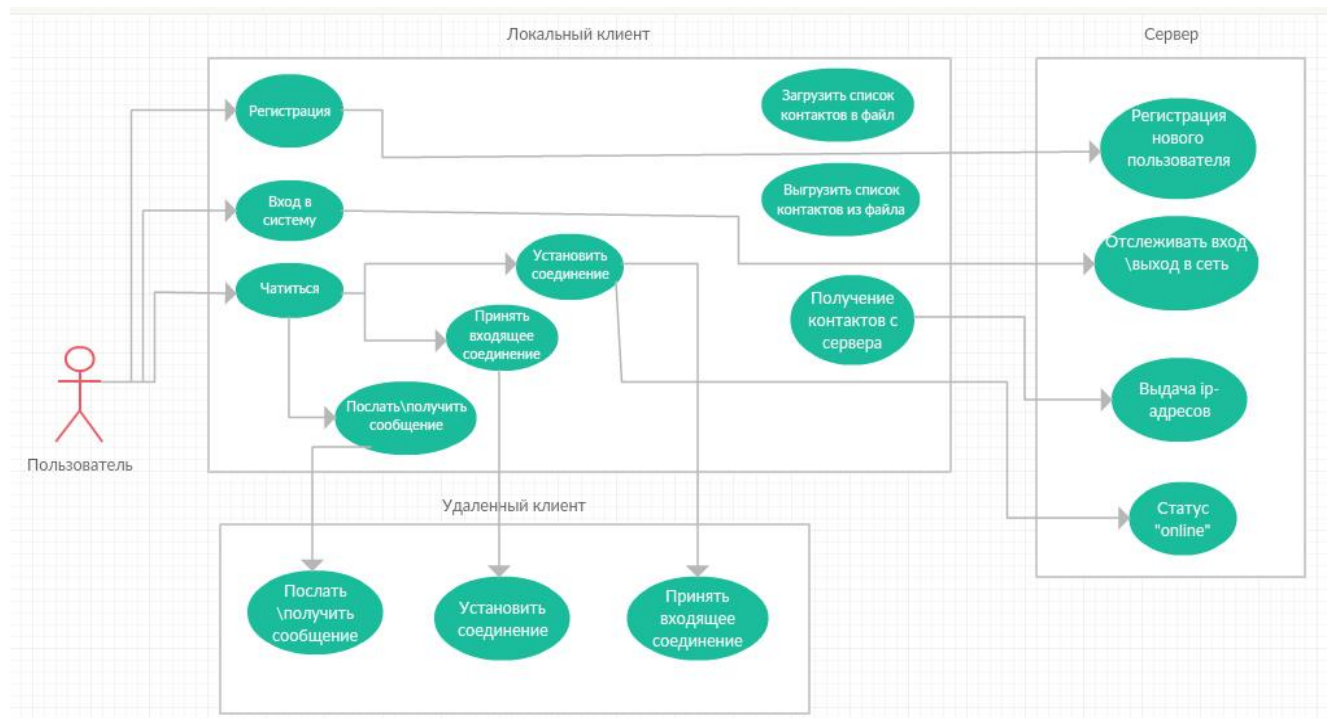 Локальный клиент
Сервер
Регистрация
Загрузить список
контактов в файл
Регистрация
нового
пользователя
Вход в
систему
Выгрузить список
контактов из файла
Установить
соединение
Отслеживать вход
\выход в сеть
Чатиться
Принять
входящее
соединение
Получение
контактов с
сервера
Послать\получить
сообщение
Выдача ip-
адресов
Пользователь
Удаленный клиент
Статус
"online"
Послать
\получить
сообщение
Установить
соединение
Принять
входящее
соединение